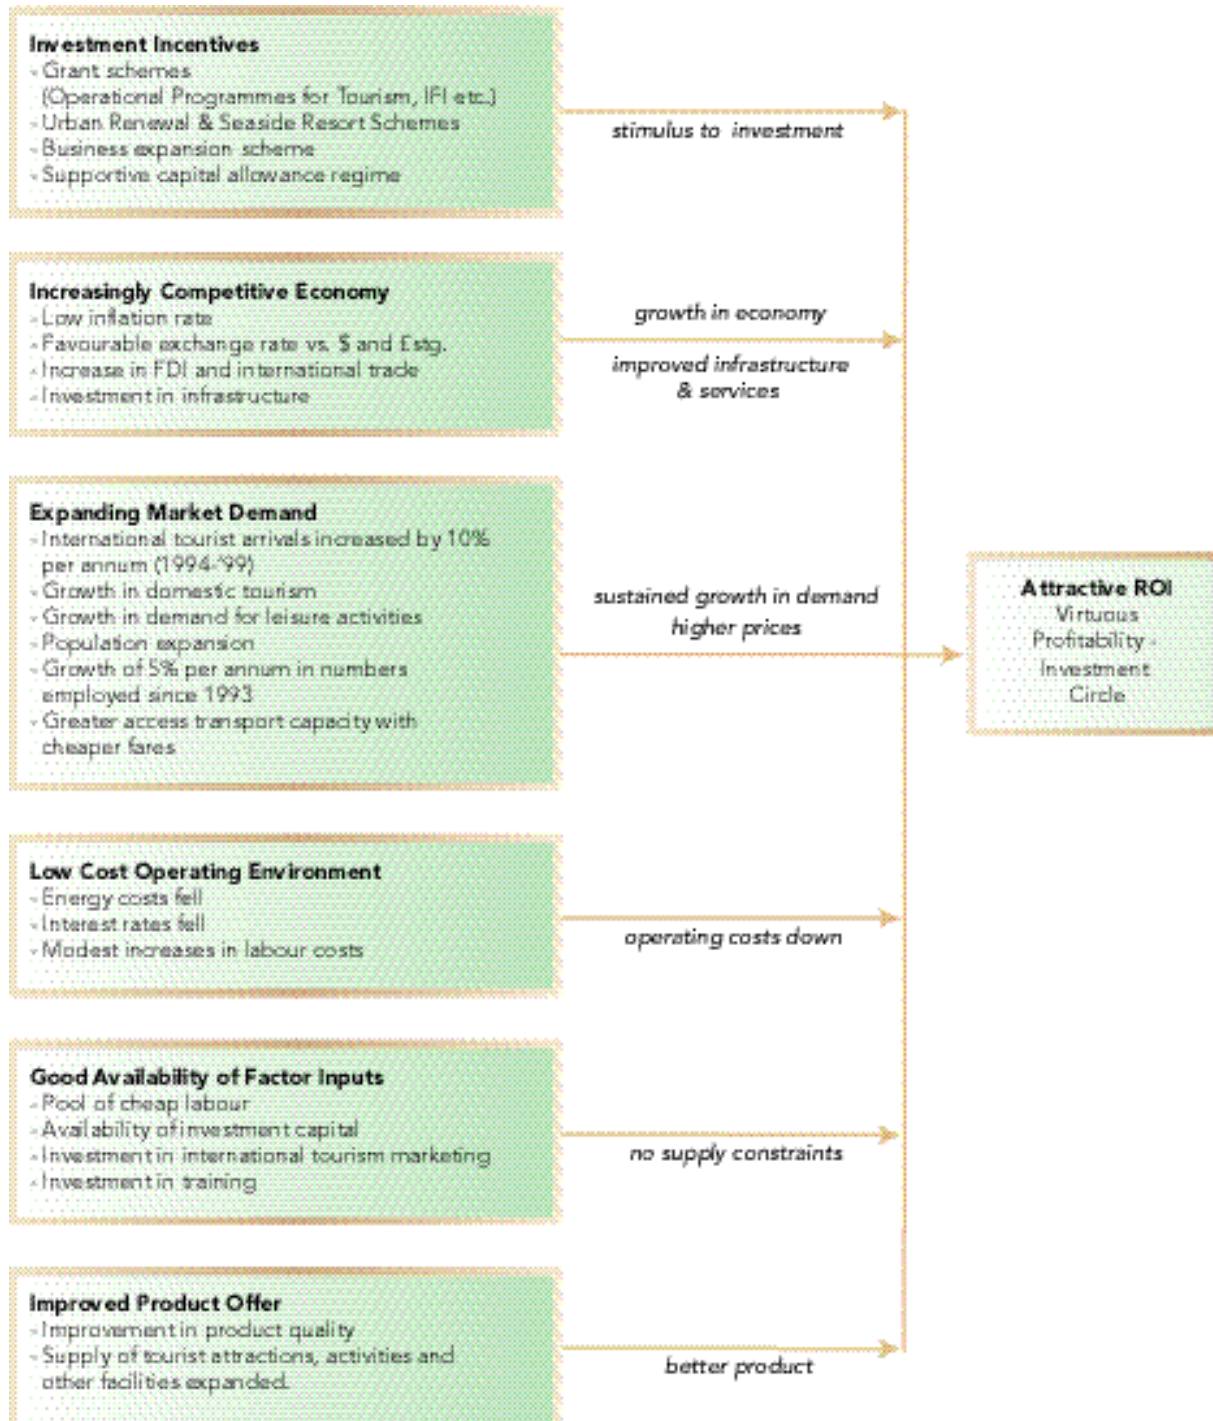 Investment Incentives
- Grant schemes
(Operational Programmes for Tourism, IFI etc.)
- Urban Renewal & Seaside Resort Schemes
- Business expansion scheme
- Supportive capital allowance regime
stimulus to investment
Increasingly Competitive Economy
- Low inflation rate
- Favourable exchange rate vs. $ and £stg.
- Increase in FDI and international trade
- Investment in infrastructure
growth in economy
improved infrastructure
& services
Expanding Market Demand
- International tourist arrivals increased by 10%
per annum (1994-'99)
- Growth in domestic tourism
- Growth in demand for leisure activities
- Population expansion
- Growth of 5% per annum in numbers
employed since 1993
- Greater access transport capacity with
cheaper fares
sustained growth in demand
higher prices
Attractive ROI
Virtuous
Profitability -
Investment
Circle
Low Cost Operating Environment
- Energy costs fell
- Interest rates fell
- Modest increases in labour costs
operating costs down
Good Availability of Factor Inputs
- Pool of cheap labour
- Availability of investment capital
- Investment in international tourism marketing
- Investment in training
no supply constraints
Improved Product Offer
- Improvement in product quality
- Supply of tourist attractions, activities and
other facilities expanded.
better product